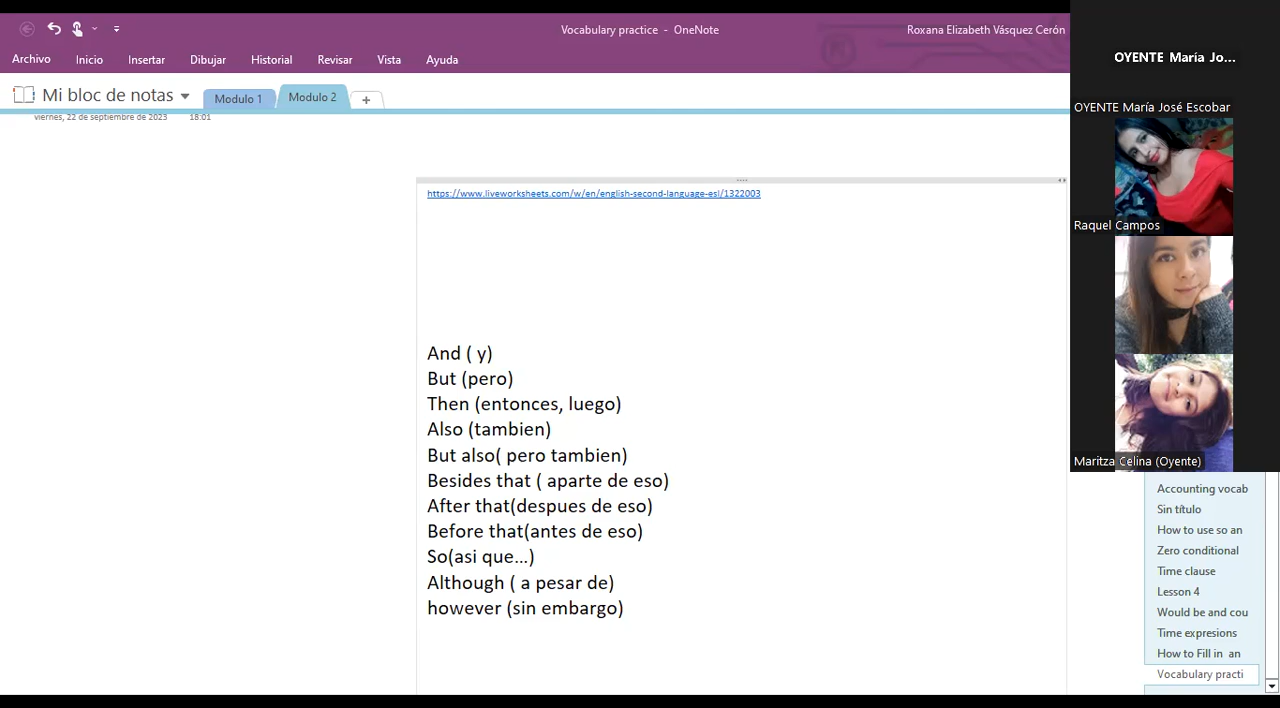 Vocabulary practice - OneNote
Roxana Elizabeth Vásquez Cerón
Archivo Inicio Insertar Dibujar Historial Revisar Vista Ayuda
Mi bloc de notas Modulo 1 Modulo 2
viernes, 22 de septiembre de 2023 18:01
https://www.liveworksheets.com/w/en/english-second-language-esl/1322003
And ( y)
But (pero)
Then (entonces, luego)
Also (tambien)
But also( pero tambien)
Besides that ( aparte de eso)
After that(despues de eso)
Before that(antes de eso)
So(asi que...)
Although ( a pesar de)
however (sin embargo)
OYENTE María Jo...
OYENTE María José Escobar
Raquel Campos
Maritza Celina (Oyente)
Accounting vocab
Sin título
How to use so an
Zero conditional
Time clause
Lesson 4
Would be and cou
Time expresions
How to Fill in an
Vocabulary practi